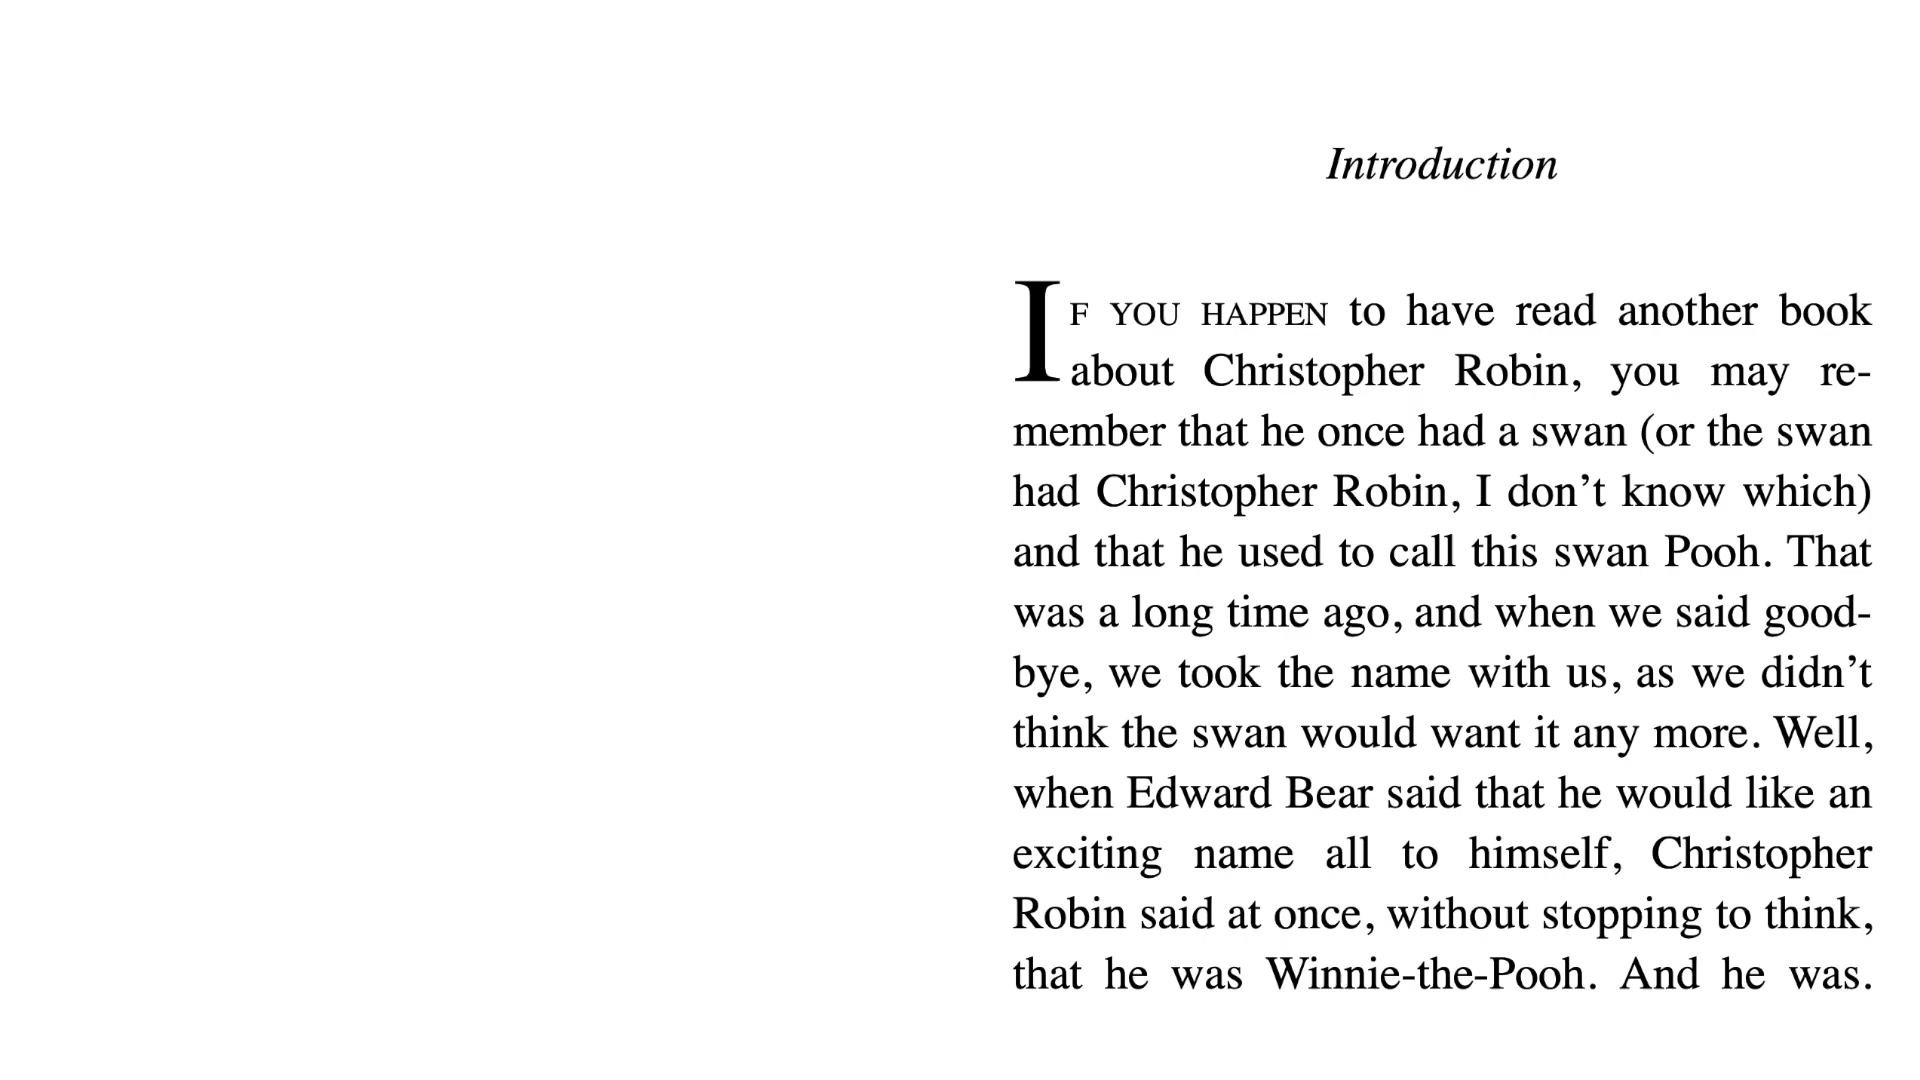 Introduction
IF YOU HAPPEN to have read another book
about Christopher Robin, you may re-
member that he once had a swan (or the swan
had Christopher Robin, I don’t know which)
and that he used to call this swan Pooh. That
was a long time ago, and when we said good-
bye, we took the name with us, as we didn’t
think the swan would want it any more. Well,
when Edward Bear said that he would like an
exciting name all to himself, Christopher
Robin said at once, without stopping to think,
that he was Winnie-the-Pooh. And he was.